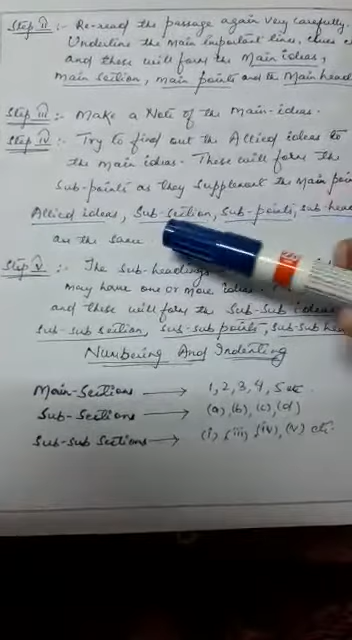 Step II :- Re-read the passage again very carefully.
Underline the main important lines, clues
and these will form the Main ideas,
main section, main points and the Main head
Step III :- Make a Note of the Main-ideas.
Step IV :- Try to find out the Allied ideas to
the main ideas. These will form the
sub-points as they supplement the main poin
Allied ideas, Sub-section, sub-points, sub-head
are the same
Step V :- The sub-headings
may have one or more ideas.
and these will form the Sub-Sub ideas
sub-sub section, sub-sub points, sub-sub hea
Numbering And Indenting
Main-Sections → 1, 2, 3, 4, 5 etc.
Sub-Sections → (a), (b), (c), (d)
Sub-Sub Sections → (i), (iii), (iv), (v) etc.